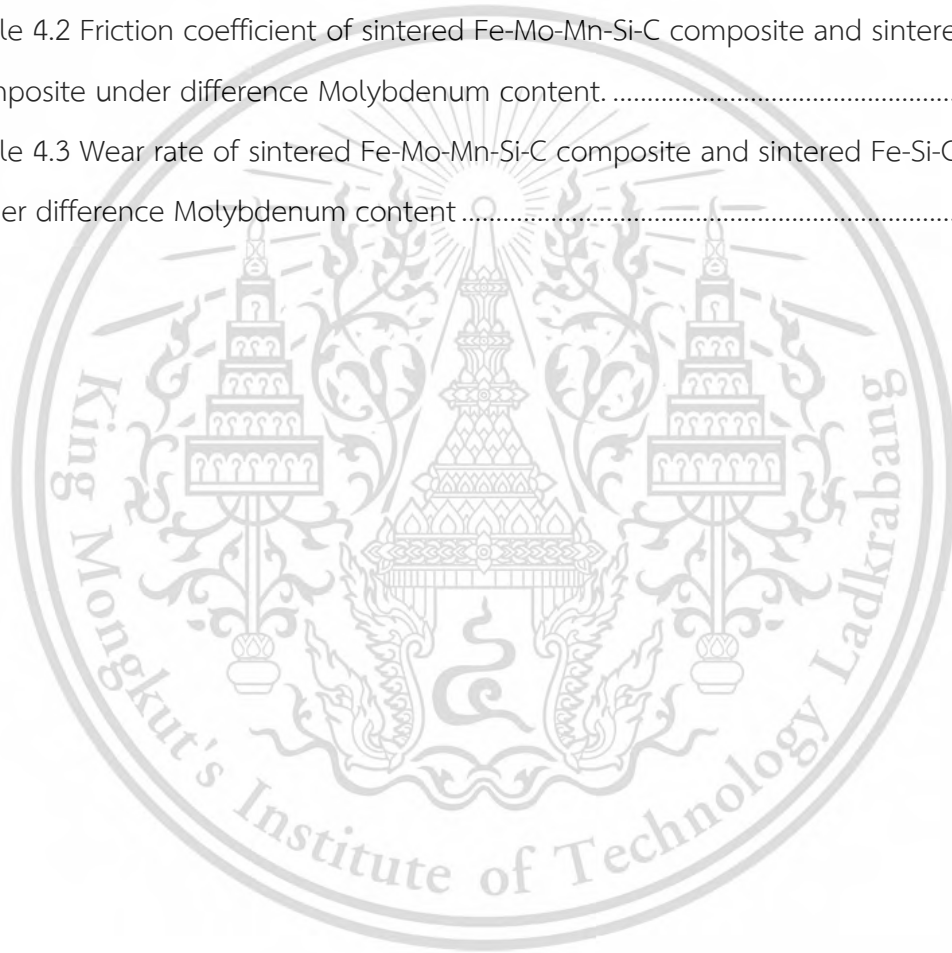 le 4.2 Friction coefficient of sintered Fe-Mo-Mn-Si-C composite and sintere
nposite under difference Molybdenum content.
le 4.3 Wear rate of sintered Fe-Mo-Mn-Si-C composite and sintered Fe-Si-C
er difference Molybdenum content
King Mongkut's Institute of Technology Ladkrabang